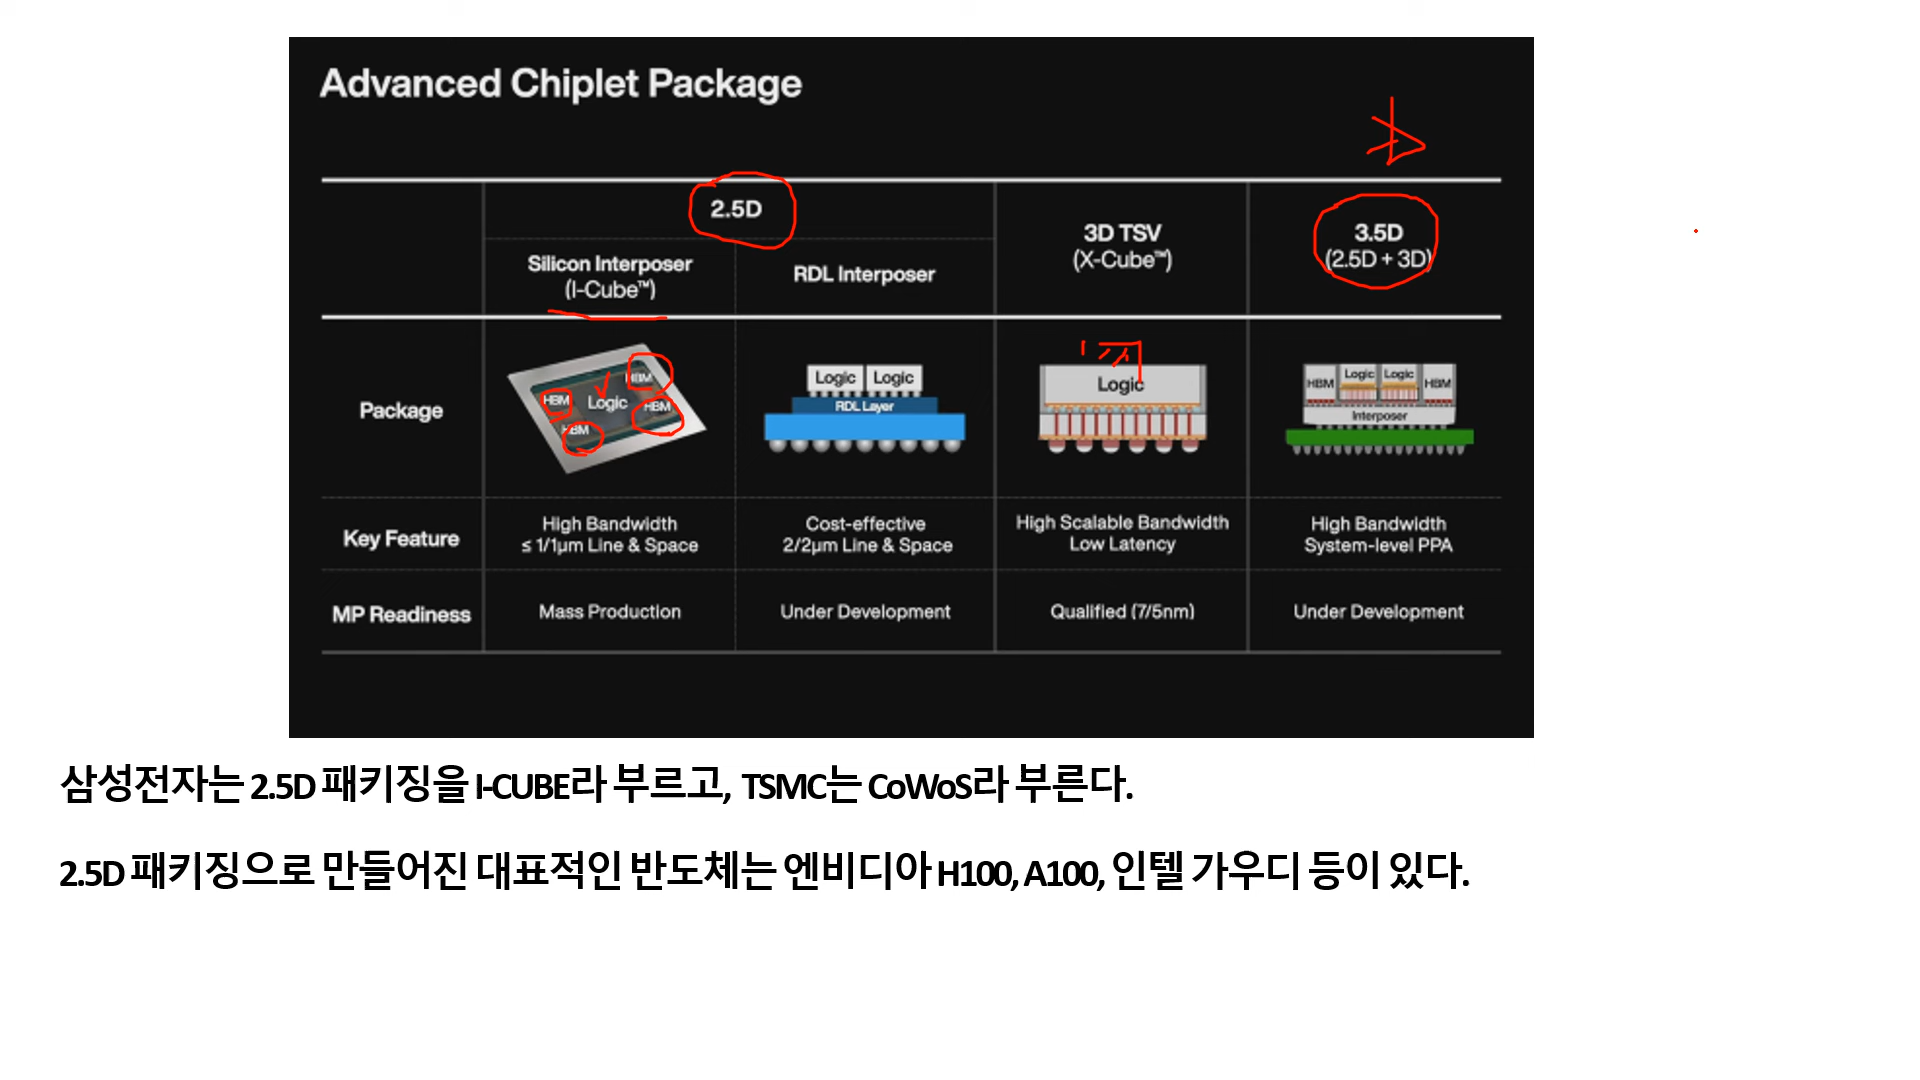 Advanced Chiplet Package
2.5D
3D TSV
(X-Cube™)
3.5D
(2.5D + 3D)
Silicon Interposer
(I-Cube™)
RDL Interposer
Package
HBM
HBM
Logic
HBM
HBM
Logic Logic
RDL Layer
Logic
HBM Logic Logic HBM
Interposer
Key Feature
High Bandwidth
≤ 1/1μm Line & Space
Cost-effective
2/2μm Line & Space
High Scalable Bandwidth
Low Latency
High Bandwidth
System-level PPA
MP Readiness
Mass Production
Under Development
Qualified (7/5nm)
Under Development
삼성전자는 2.5D 패키징을 I-CUBE라 부르고, TSMC는 CoWoS라 부른다.
2.5D 패키징으로 만들어진 대표적인 반도체는 엔비디아 H100, A100, 인텔 가우디 등이 있다.